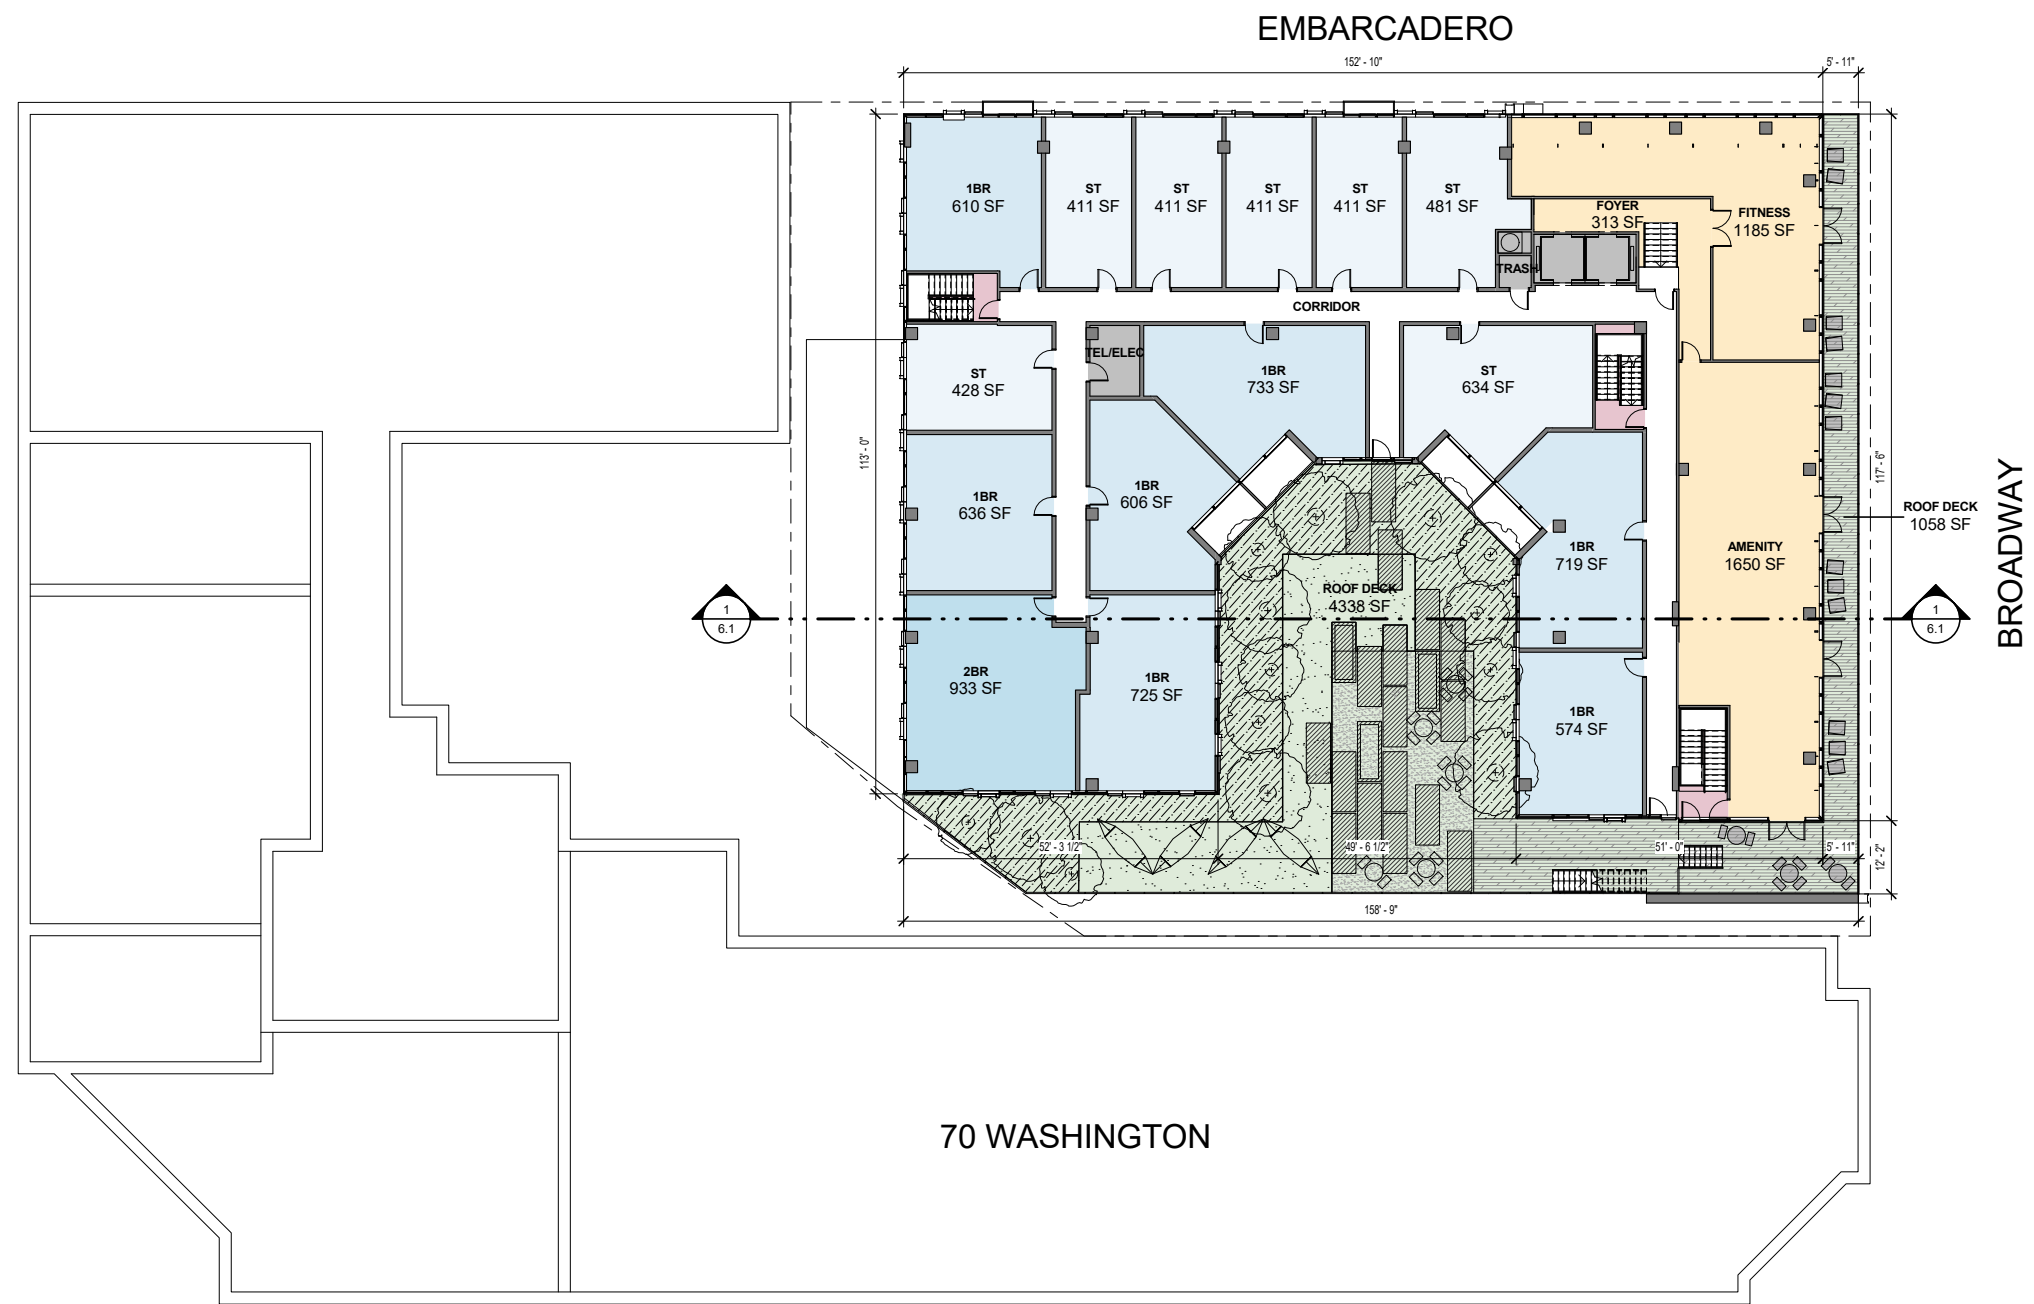 EMBARCADERO
152' - 10"
5' - 11"
1BR
610 SF
ST
411 SF
ST
411 SF
ST
411 SF
ST
411 SF
ST
481 SF
FOYER
313 SF
FITNESS
1185 SF
TRASH
CORRIDOR
ST
428 SF
TEL/ELEC
1BR
733 SF
ST
634 SF
113' - 0"
117' - 6"
1BR
636 SF
1BR
606 SF
1BR
719 SF
AMENITY
1650 SF
ROOF DECK
1058 SF
BROADWAY
ROOF DECK
4338 SF
1
6.1
1
6.1
2BR
933 SF
1BR
725 SF
1BR
574 SF
52' - 3 1/2"
49' - 6 1/2"
51' - 0"
5' - 11"
12' - 2"
158' - 9"
70 WASHINGTON